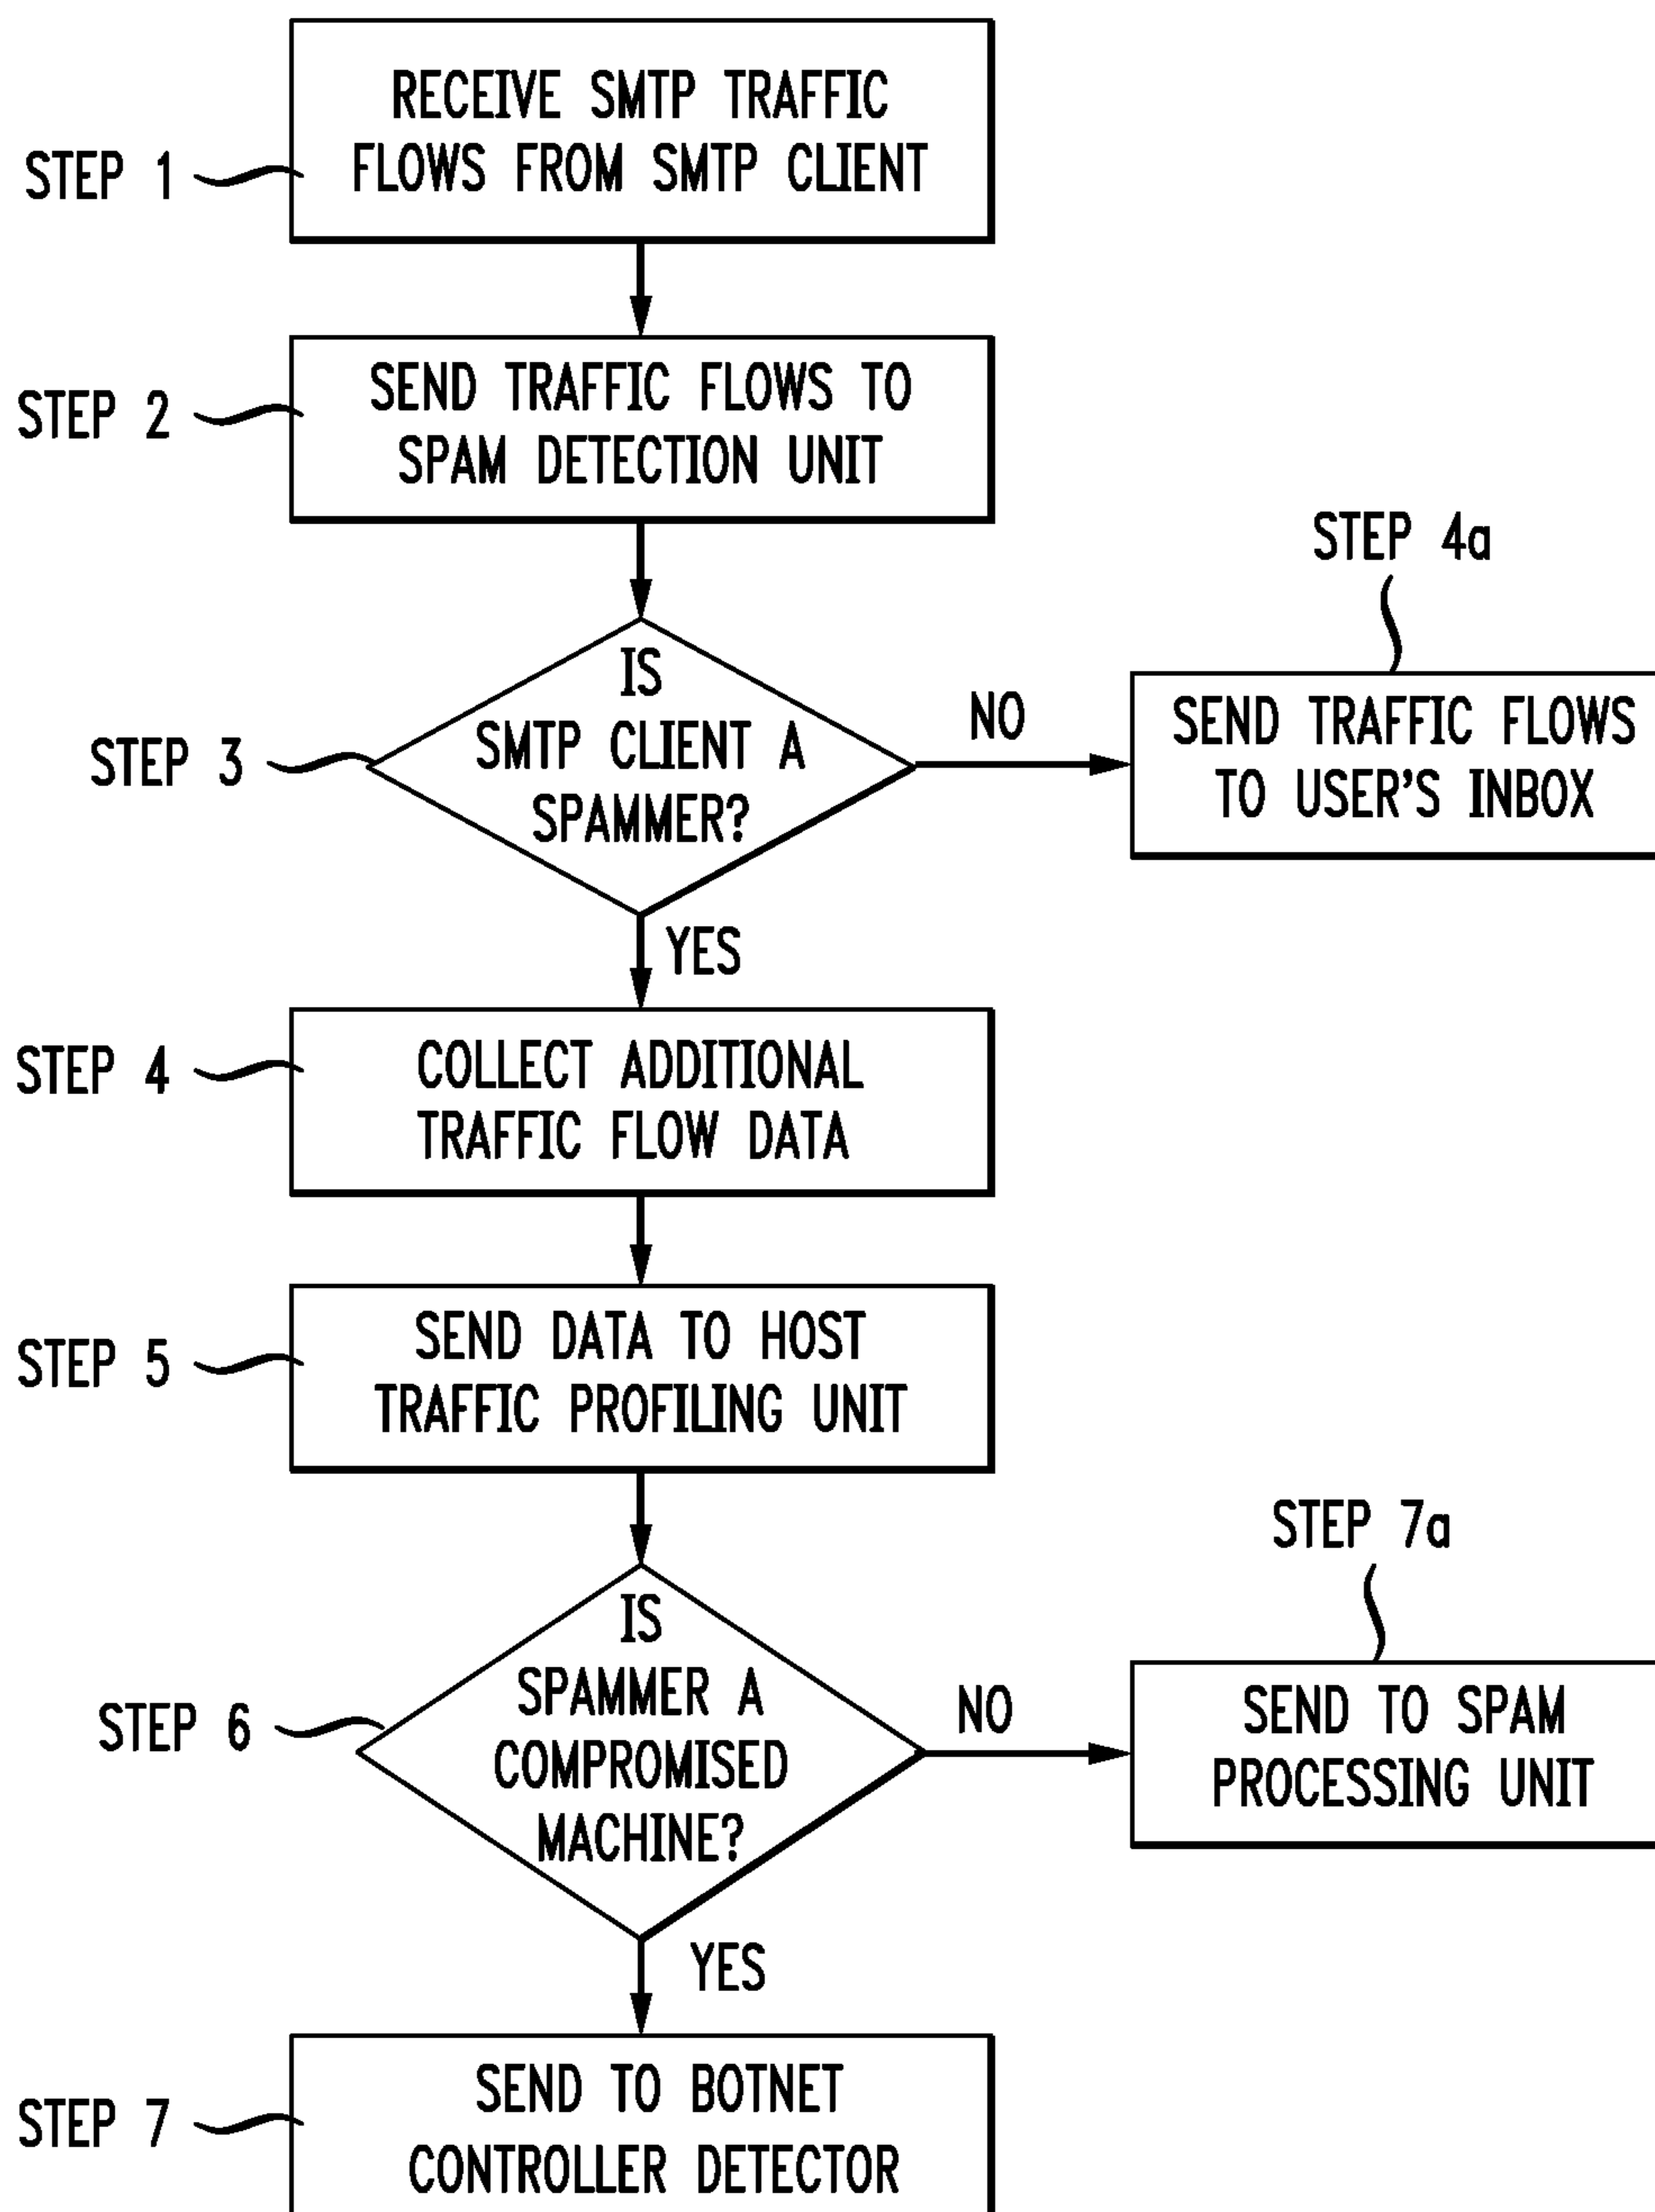 RECEIVE SMTP TRAFFIC
FLOWS FROM SMTP CLIENT
STEP 1
SEND TRAFFIC FLOWS TO
SPAM DETECTION UNIT
STEP 2
IS
SMTP CLIENT A
SPAMMER?
STEP 3
NO
STEP 4a
SEND TRAFFIC FLOWS
TO USER'S INBOX
YES
COLLECT ADDITIONAL
TRAFFIC FLOW DATA
STEP 4
SEND DATA TO HOST
TRAFFIC PROFILING UNIT
STEP 5
IS
SPAMMER A
COMPROMISED
MACHINE?
STEP 6
NO
STEP 7a
SEND TO SPAM
PROCESSING UNIT
YES
SEND TO BOTNET
CONTROLLER DETECTOR
STEP 7